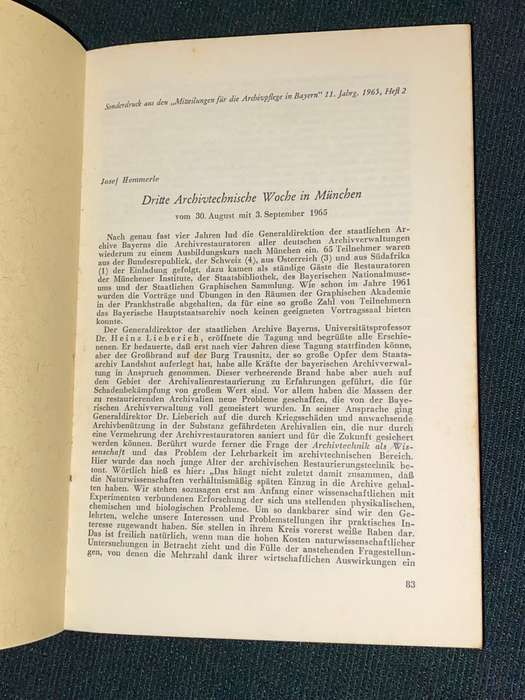 Sonderdruck aus den „Mitteilungen für die Archivpflege in Bayern" 11. Jahrg. 1965, Heft 2
Josef Hemmerle
Dritte Archivtechnische Woche in München
vom 30. August mit 3. September 1965
Nach genau fast vier Jahren lud die Generaldirektion der staatlichen Ar-
chive Bayerns die Archivrestauratoren aller deutschen Archivverwaltungen
wiederum zu einem Ausbildungskurs nach München ein. 65 Teilnehmer waren
aus der Bundesrepublik, der Schweiz (4), aus Österreich (3) und aus Südafrika
(1) der Einladung gefolgt, dazu kamen als ständige Gäste die Restauratoren
der Münchener Institute, der Staatsbibliothek, des Bayerischen Nationalmuse-
ums und der Staatlichen Graphischen Sammlung. Wie schon im Jahre 1961
wurden die Vorträge und Übungen in den Räumen der Graphischen Akademie
in der Pranckhstraße abgehalten, da für eine so große Zahl von Teilnehmern
das Bayerische Hauptstaatsarchiv noch keinen geeigneten Vortragssaal bieten
konnte.
Der Generaldirektor der staatlichen Archive Bayerns, Universitätsprofessor
Dr. Heinz Lieberich, eröffnete die Tagung und begrüßte alle Erschie-
nenen. Er bedauerte, daß erst nach vier Jahren diese Tagung stattfinden könne,
aber der Großbrand auf der Burg Trausnitz, der so große Opfer dem Staats-
archiv Landshut auferlegt hat, habe alle Kräfte der bayerischen Archivverwal-
tung in Anspruch genommen. Dieser verheerende Brand habe aber auch auf
dem Gebiet der Archivalienrestaurierung zu Erfahrungen geführt, die für
Schadenbekämpfung von großem Wert sind. Vor allem haben die Massen der
zu restaurierenden Archivalien neue Probleme geschaffen, die von der Baye-
rischen Archivverwaltung voll gemeistert wurden. In seiner Ansprache ging
Generaldirektor Dr. Lieberich auf die durch Kriegsschäden und anwachsende
Archivbenützung in der Substanz gefährdeten Archivalien ein, die nur durch
eine Vermehrung der Archivrestauratoren saniert und für die Zukunft gesichert
werden können. Berührt wurde ferner die Frage der Archivtechnik als Wis-
senschaft und das Problem der Lehrbarkeit im archivtechnischen Bereich.
Hier wurde das noch junge Alter der archivischen Restaurierungstechnik be-
tont. Wörtlich hieß es hier: „Das hängt nicht zuletzt damit zusammen, daß
die Naturwissenschaften verhältnismäßig späten Einzug in die Archive gehal-
ten haben. Wir stehen sozusagen erst am Anfang einer wissenschaftlichen mit
Experimenten verbundenen Erforschung der sich uns stellenden physikalischen,
chemischen und biologischen Probleme. Um so dankbarer sind wir den Ge-
lehrten, welche unsere Interessen und Problemstellungen ihr praktisches In-
teresse zugewandt haben. Sie stellen in ihrem Kreis vorerst weiße Raben dar.
Das ist freilich natürlich, wenn man die hohen Kosten naturwissenschaftlicher
Untersuchungen in Betracht zieht und die Fülle der anstehenden Fragestellun-
gen, von denen die Mehrzahl dank ihrer wirtschaftlichen Auswirkungen ein
83